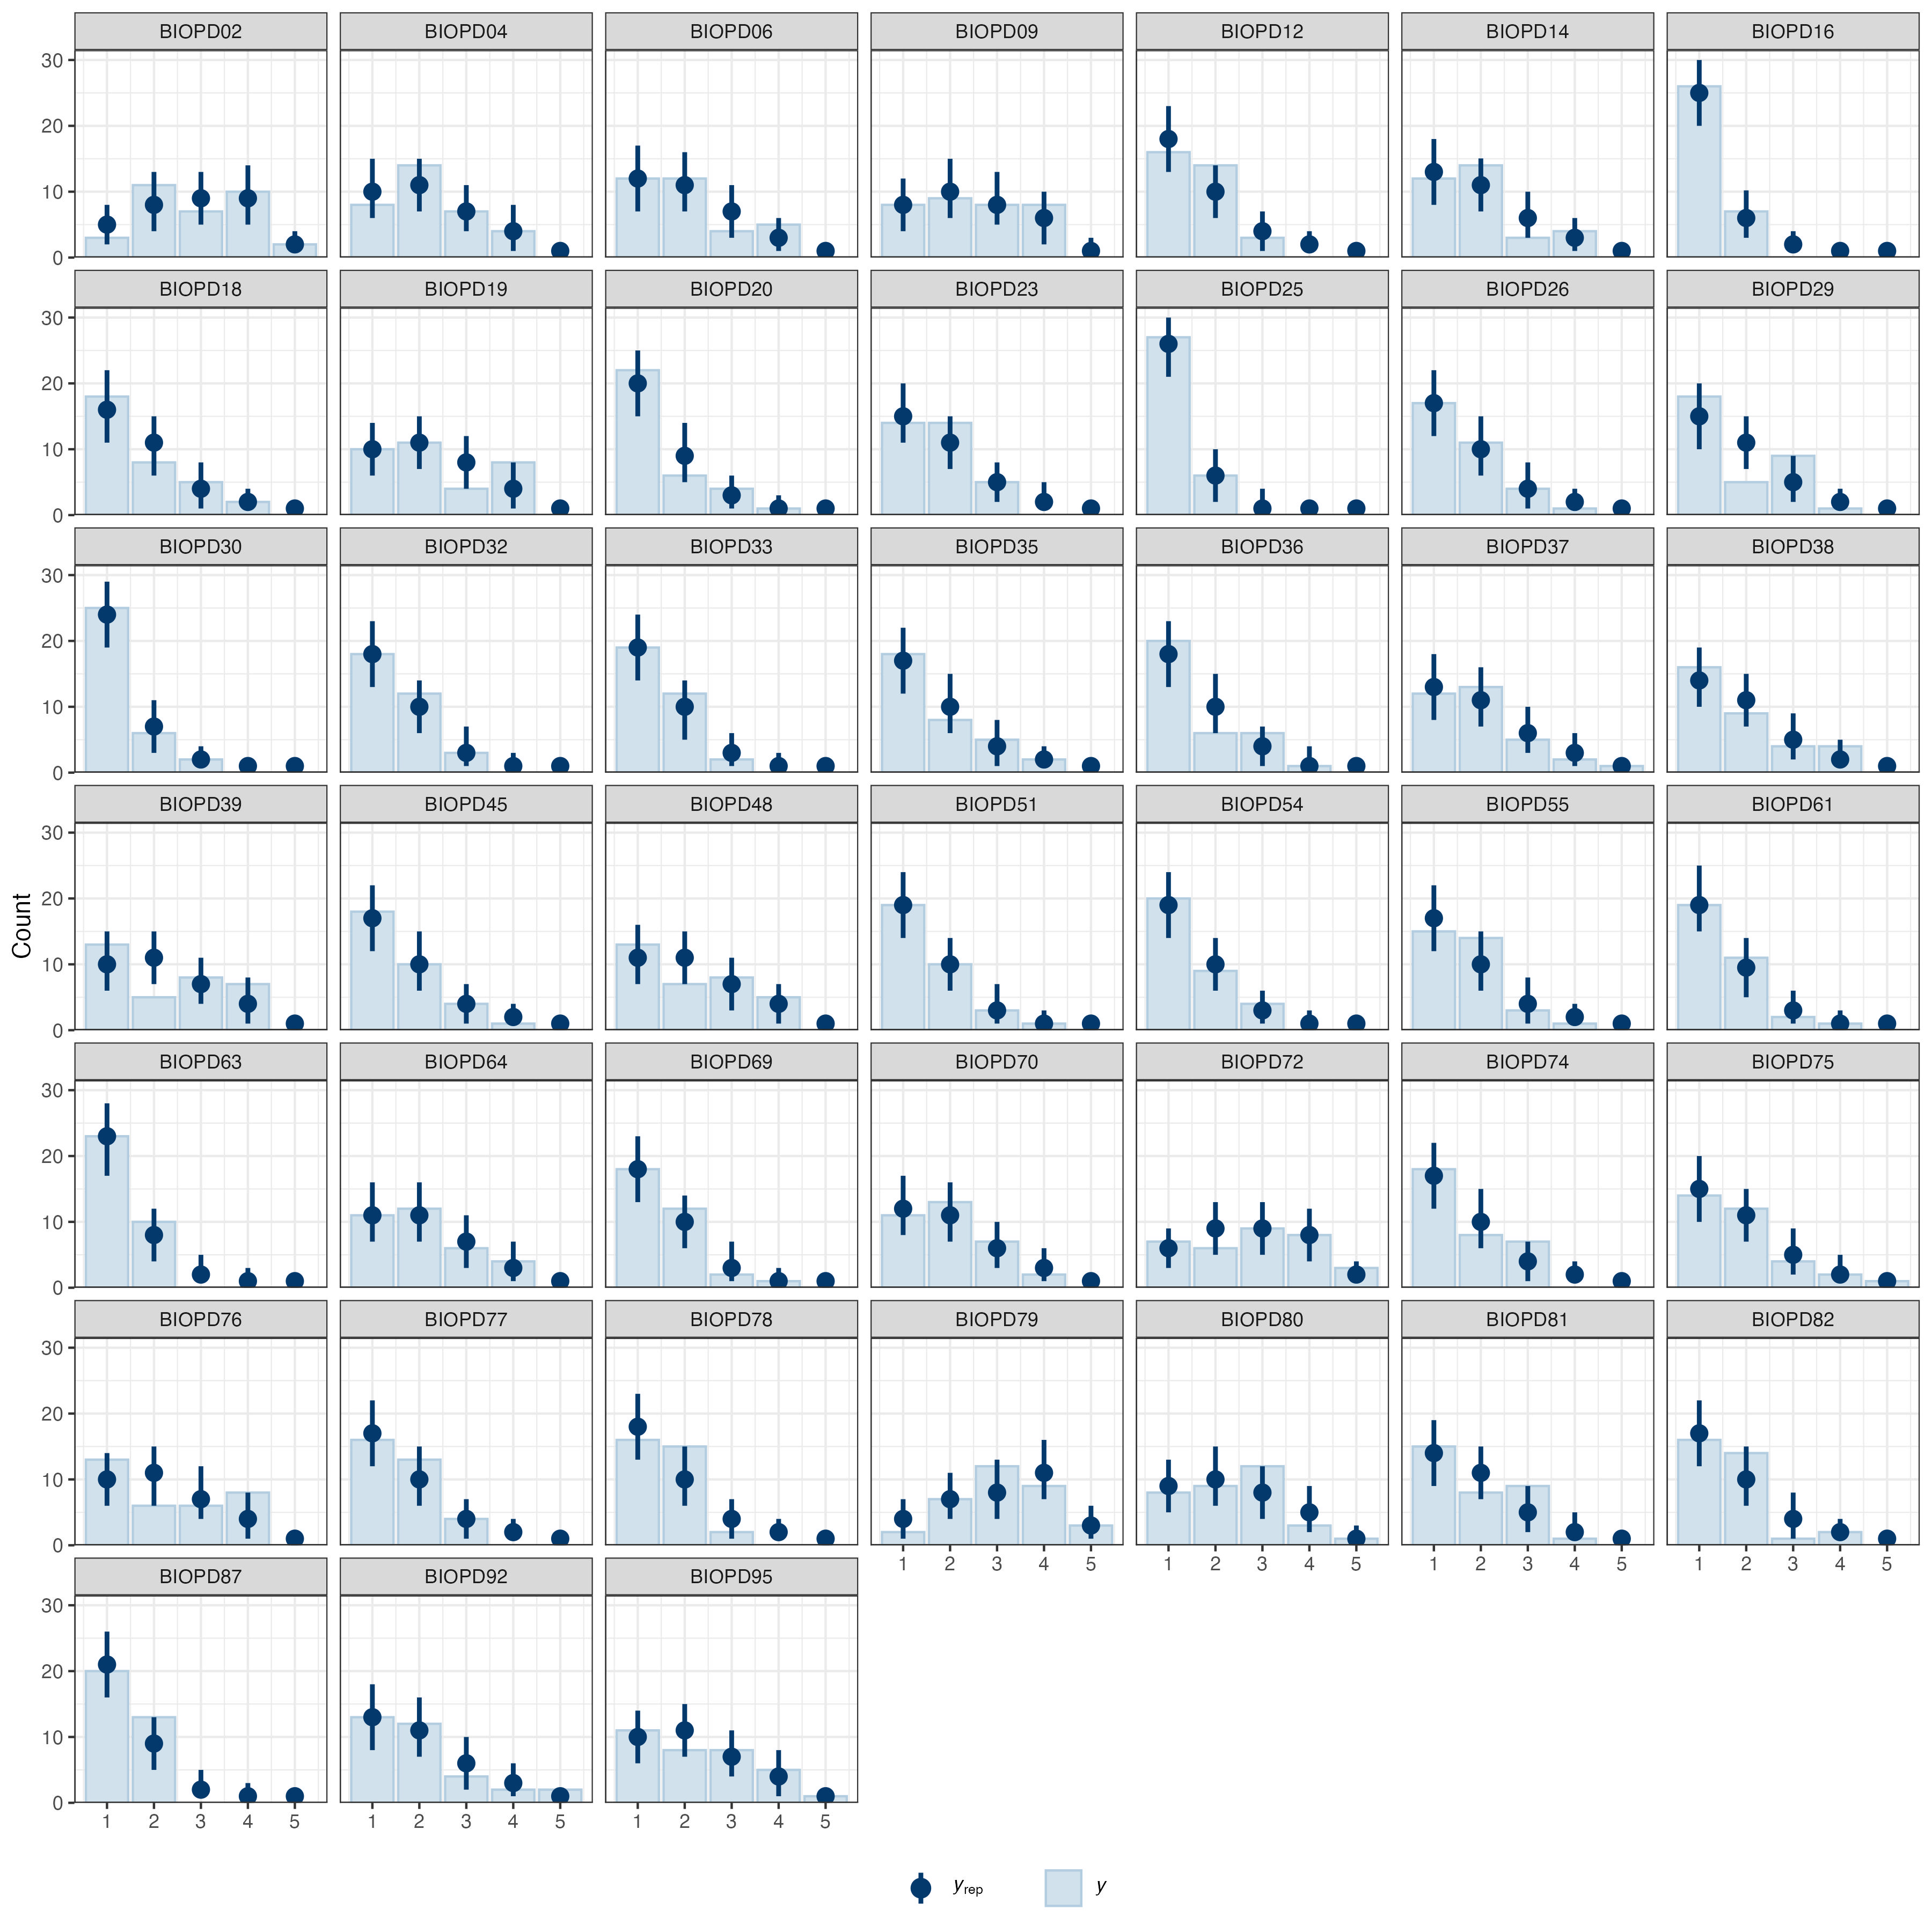 BIOPD02 BIOPD04 BIOPD06 BIOPD09 BIOPD12 BIOPD14 BIOPD16
30
20
10
0
BIOPD18 BIOPD19 BIOPD20 BIOPD23 BIOPD25 BIOPD26 BIOPD29
30
20
10
0
BIOPD30 BIOPD32 BIOPD33 BIOPD35 BIOPD36 BIOPD37 BIOPD38
30
20
10
0
BIOPD39 BIOPD45 BIOPD48 BIOPD51 BIOPD54 BIOPD55 BIOPD61
30
20
10
0
Count
BIOPD63 BIOPD64 BIOPD69 BIOPD70 BIOPD72 BIOPD74 BIOPD75
30
20
10
0
BIOPD76 BIOPD77 BIOPD78 BIOPD79 BIOPD80 BIOPD81 BIOPD82
30
20
10
0
1 2 3 4 5 1 2 3 4 5 1 2 3 4 5 1 2 3 4 5
BIOPD87 BIOPD92 BIOPD95
30
20
10
0
1 2 3 4 5 1 2 3 4 5 1 2 3 4 5
yrep y